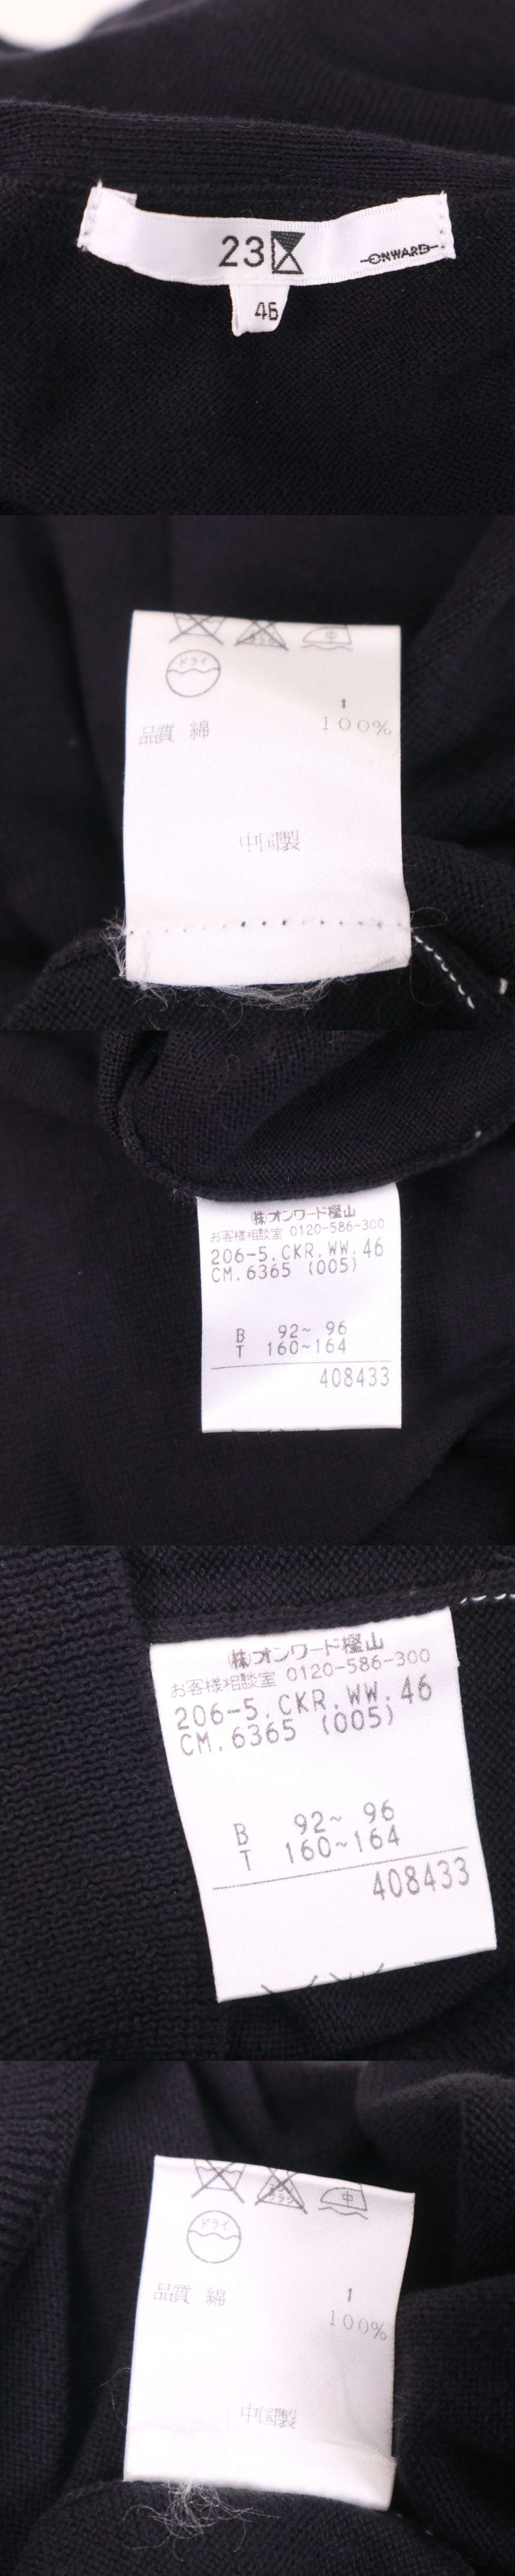 23区
ONWARD
46
中
ドライ
1
品質 綿 100%
中国製
㈱オンワード樫山
お客様相談室 0120-586-300
206-5.CKR.WW.46
CM.6365 (005)
B 92~ 96
T 160~164
408433
㈱オンワード樫山
お客様相談室 0120-586-300
206-5.CKR.WW.46
CM.6365 (005)
B 92~ 96
T 160~164
408433
中
ドライ
品質 綿 1
100%
中国製